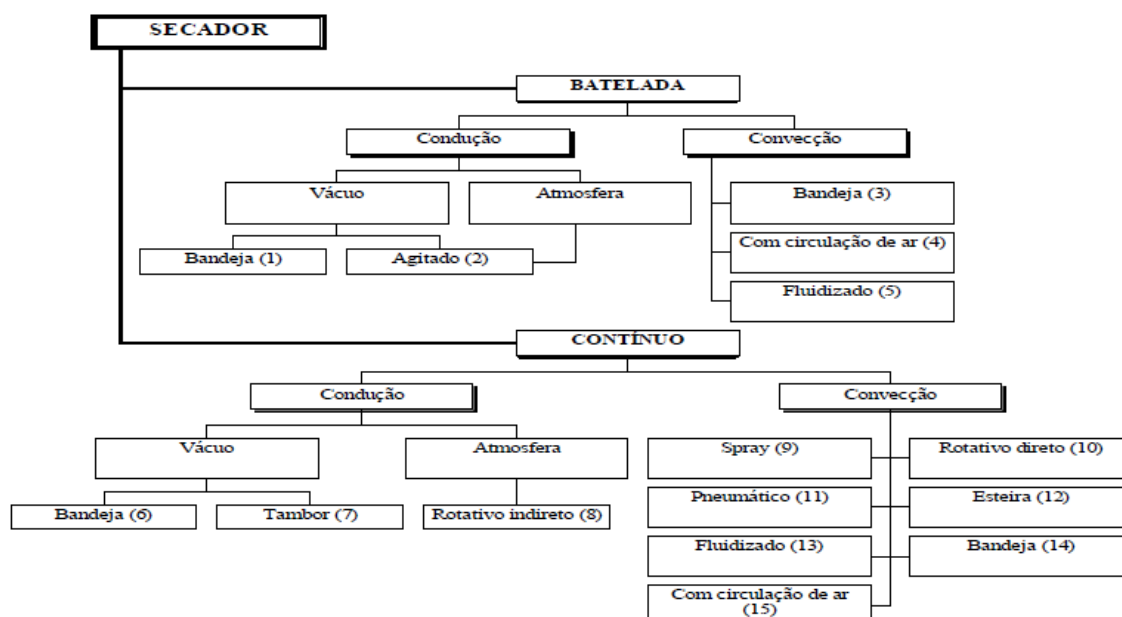 SECADOR
BATELADA
Condução
Convecção
Vácuo
Atmosfera
Bandeja (3)
Com circulação de ar (4)
Bandeja (1)
Agitado (2)
Fluidizado (5)
CONTÍNUO
Condução
Convecção
Vácuo
Atmosfera
Spray (9)
Rotativo direto (10)
Bandeja (6)
Tambor (7)
Rotativo indireto (8)
Pneumático (11)
Esteira (12)
Fluidizado (13)
Bandeja (14)
Com circulação de ar
(15)